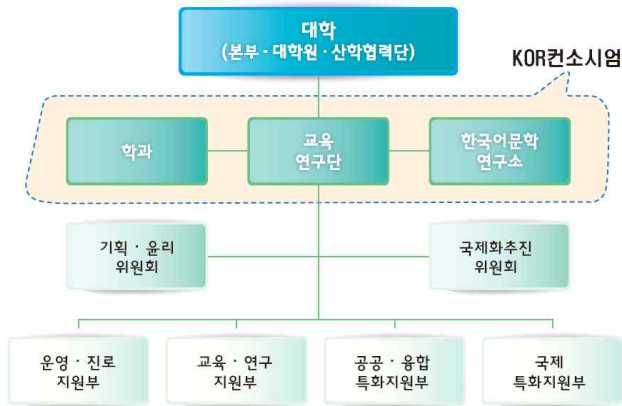 대학
(본부·대학원·산학협력단)
KOR컨소시엄
학과
교육
연구단
한국어문학
연구소
기획·윤리
위원회
국제화추진
위원회
운영·진로
지원부
교육·연구
지원부
공공·융합
특화지원부
국제
특화지원부